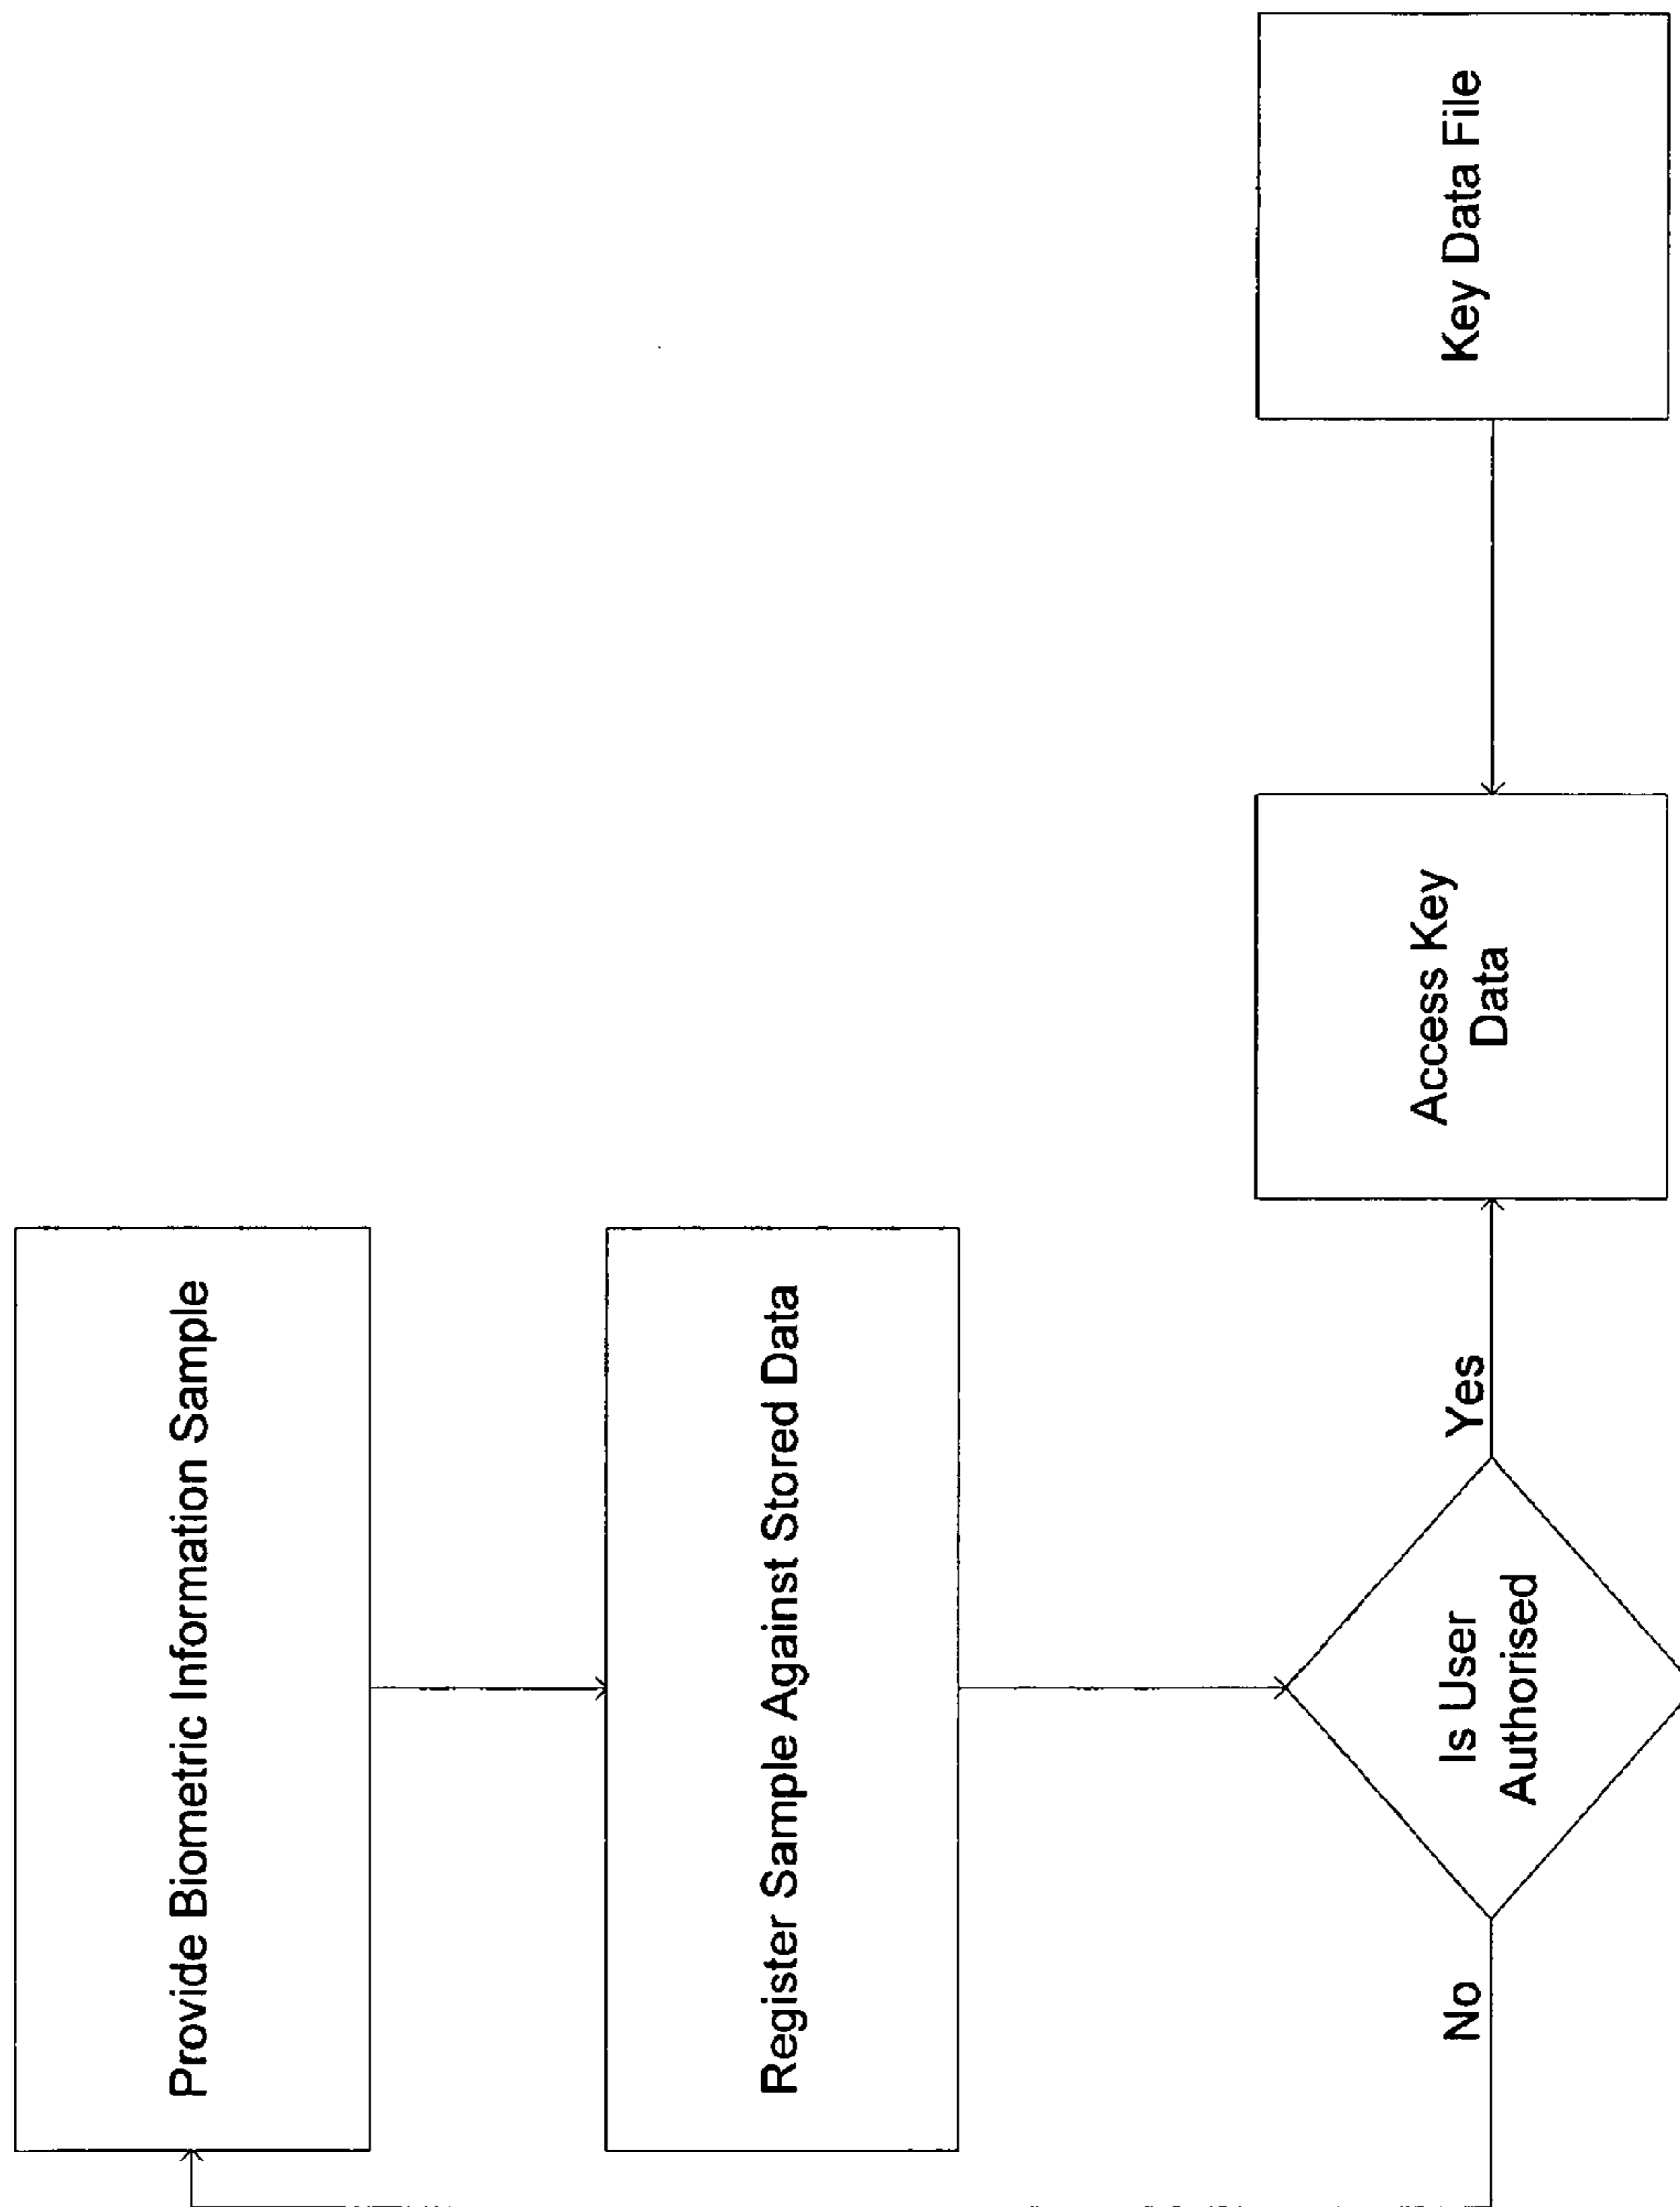 Provide Biometric Information Sample
Register Sample Against Stored Data
Is User
Authorised
No
Yes
Access Key
Data
Key Data File